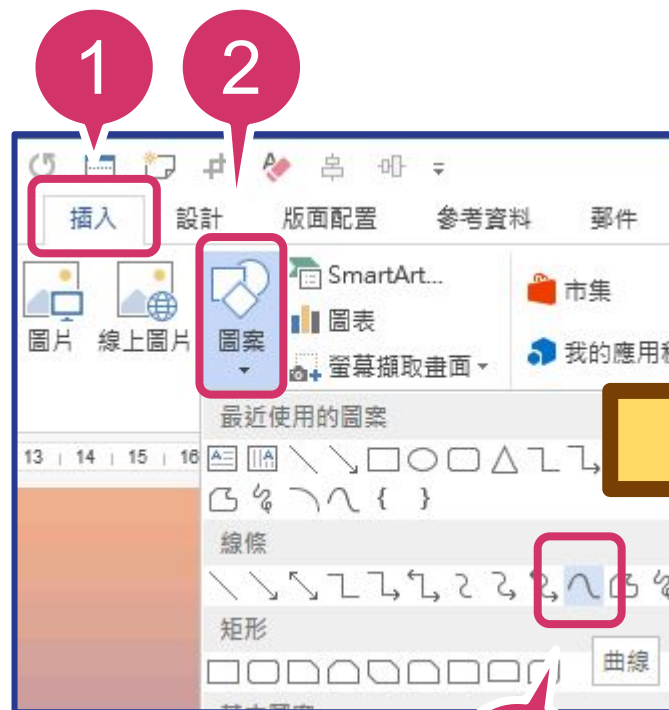 1 2
插入 設計 版面配置 參考資料 郵件
圖片 線上圖片 圖案 SmartArt... 市集
圖表
螢幕擷取畫面 我的應用
最近使用的圖案
13 14 15 16
線條
矩形
曲線